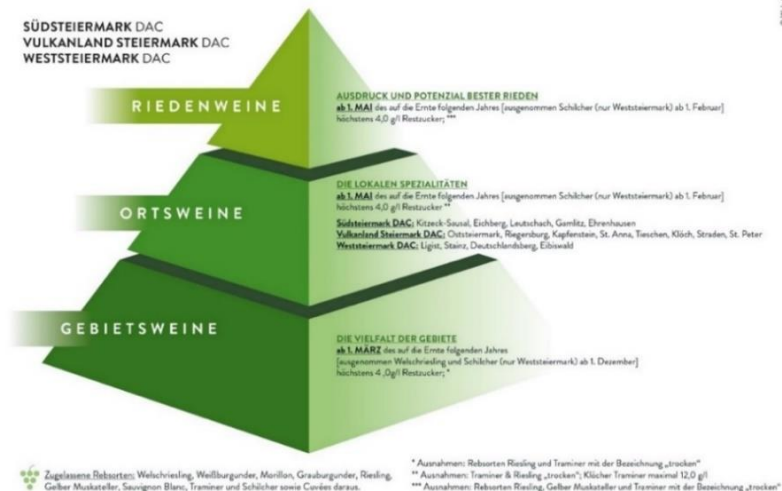 SÜDSTEIERMARK DAC
VULKANLAND STEIERMARK DAC
WESTSTEIERMARK DAC
RIEDENWEINE
AUSDRUCK UND POTENZIAL BESTER RIEDEN
ab 1. MAI des auf die Ernte folgenden Jahres [ausgenommen Schilcher (nur Weststeiermark) ab 1. Februar]
höchstens 4,0 g/l Restzucker; ***
ORTSWEINE
DIE LOKALEN SPEZIALITÄTEN
ab 1. MAI des auf die Ernte folgenden Jahres [ausgenommen Schilcher (nur Weststeiermark) ab 1. Februar]
höchstens 4,0 g/l Restzucker **
Südsteiermark DAC: Kitzeck-Sausal, Eichberg, Leutschach, Gamlitz, Ehrenhausen
Vulkanland Steiermark DAC: Oststeiermark, Riegersburg, Kapfenstein, St. Anna, Tieschen, Klöch, Straden, St. Peter
Weststeiermark DAC: Ligist, Stainz, Deutschlandsberg, Eibiswald
GEBIETSWEINE
DIE VIELFALT DER GEBIETE
ab 1. MÄRZ des auf die Ernte folgenden Jahres
[ausgenommen Welschriesling und Schilcher (nur Weststeiermark) ab 1. Dezember]
höchstens 4 ,0g/l Restzucker; *
Zugelassene Rebsorten: Welschriesling, Weißburgunder, Morillon, Grauburgunder, Riesling,
Gelber Muskateller, Sauvignon Blanc, Traminer und Schilcher sowie Cuvées daraus.
* Ausnahmen: Rebsorten Riesling und Traminer mit der Bezeichnung „trocken“
** Ausnahmen: Traminer & Riesling „trocken“; Klöcher Traminer maximal 12,0 g/l
*** Ausnahmen: Rebsorten Riesling, Gelber Muskateller und Traminer mit der Bezeichnung „trocken“